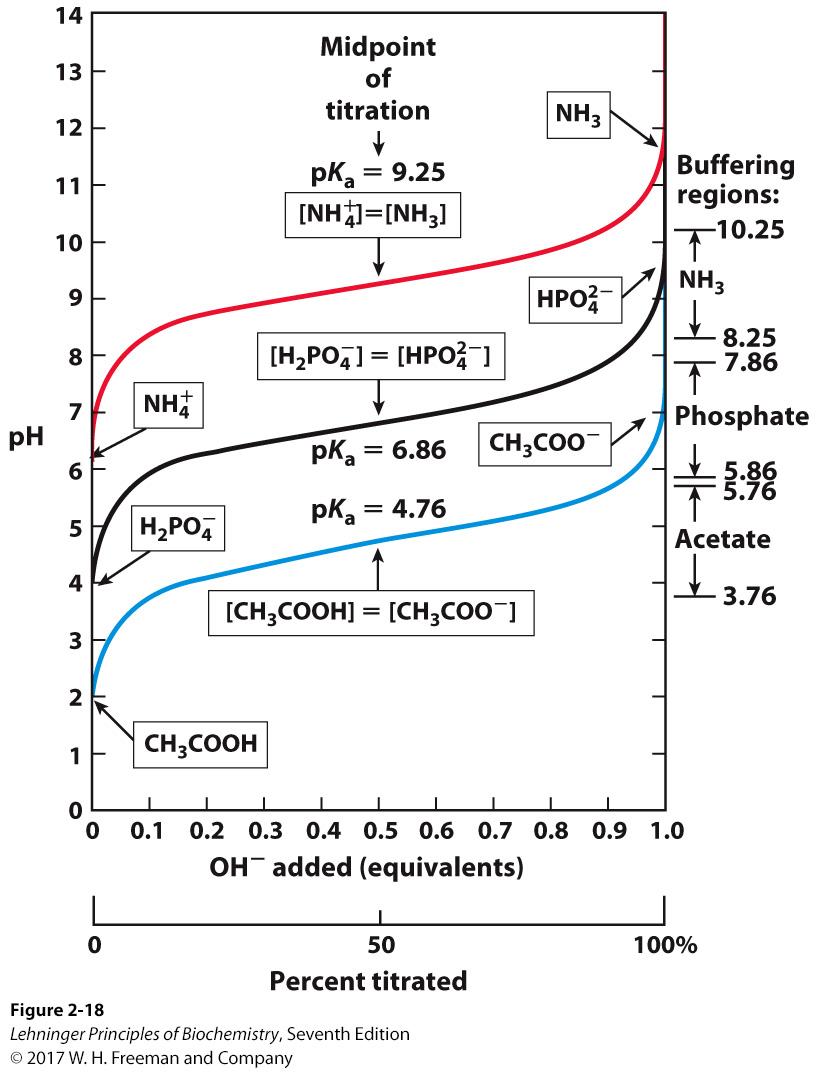 14
13
12
11
10
9
8
7
6
5
4
3
2
1
0
pH
Midpoint
of
titration
pKa = 9.25
[NH4+]=[NH3]
NH3
[H2PO4−] = [HPO42−]
HPO42−
NH4+
pKa = 6.86
CH3COO−
pKa = 4.76
H2PO4−
[CH3COOH] = [CH3COO−]
CH3COOH
Buffering
regions:
10.25
NH3
8.25
7.86
Phosphate
5.86
5.76
Acetate
3.76
0 0.1 0.2 0.3 0.4 0.5 0.6 0.7 0.8 0.9 1.0
OH− added (equivalents)
0 50 100%
Percent titrated
Figure 2-18
Lehninger Principles of Biochemistry, Seventh Edition
© 2017 W. H. Freeman and Company